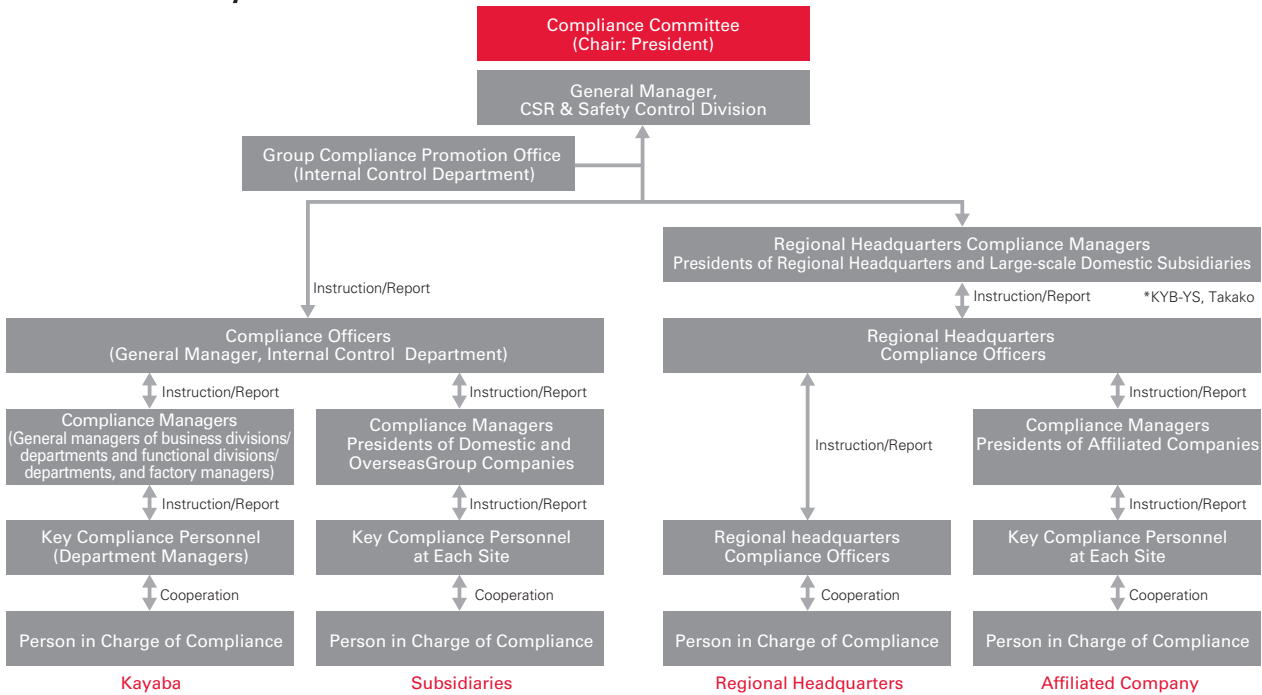 Compliance Committee
(Chair: President)
General Manager,
CSR & Safety Control Division
Group Compliance Promotion Office
(Internal Control Department)
Regional Headquarters Compliance Managers
Presidents of Regional Headquarters and Large-scale Domestic Subsidiaries
Instruction/Report
Instruction/Report
*KYB-YS, Takako
Compliance Officers
(General Manager, Internal Control Department)
Regional Headquarters
Compliance Officers
Instruction/Report
Instruction/Report
Instruction/Report
Compliance Managers
(General managers of business divisions/
departments and functional divisions/
departments, and factory managers)
Compliance Managers
Presidents of Domestic and
OverseasGroup Companies
Instruction/Report
Compliance Managers
Presidents of Affiliated Companies
Instruction/Report
Instruction/Report
Instruction/Report
Key Compliance Personnel
(Department Managers)
Key Compliance Personnel
at Each Site
Regional headquarters
Compliance Officers
Key Compliance Personnel
at Each Site
Cooperation
Cooperation
Cooperation
Cooperation
Person in Charge of Compliance
Person in Charge of Compliance
Person in Charge of Compliance
Person in Charge of Compliance
Kayaba
Subsidiaries
Regional Headquarters
Affiliated Company